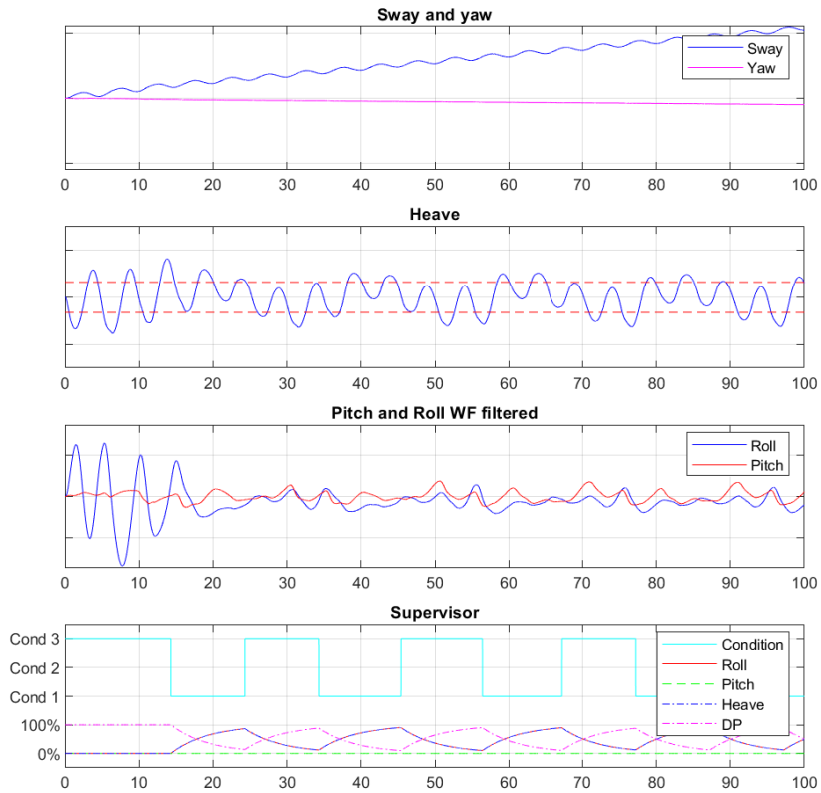 Sway and yaw
Sway
Yaw
0 10 20 30 40 50 60 70 80 90 100
Heave
0 10 20 30 40 50 60 70 80 90 100
Pitch and Roll WF filtered
Roll
Pitch
0 10 20 30 40 50 60 70 80 90 100
Supervisor
Cond 3
Cond 2
Cond 1
100%
0%
Condition
Roll
Pitch
Heave
DP
0 10 20 30 40 50 60 70 80 90 100